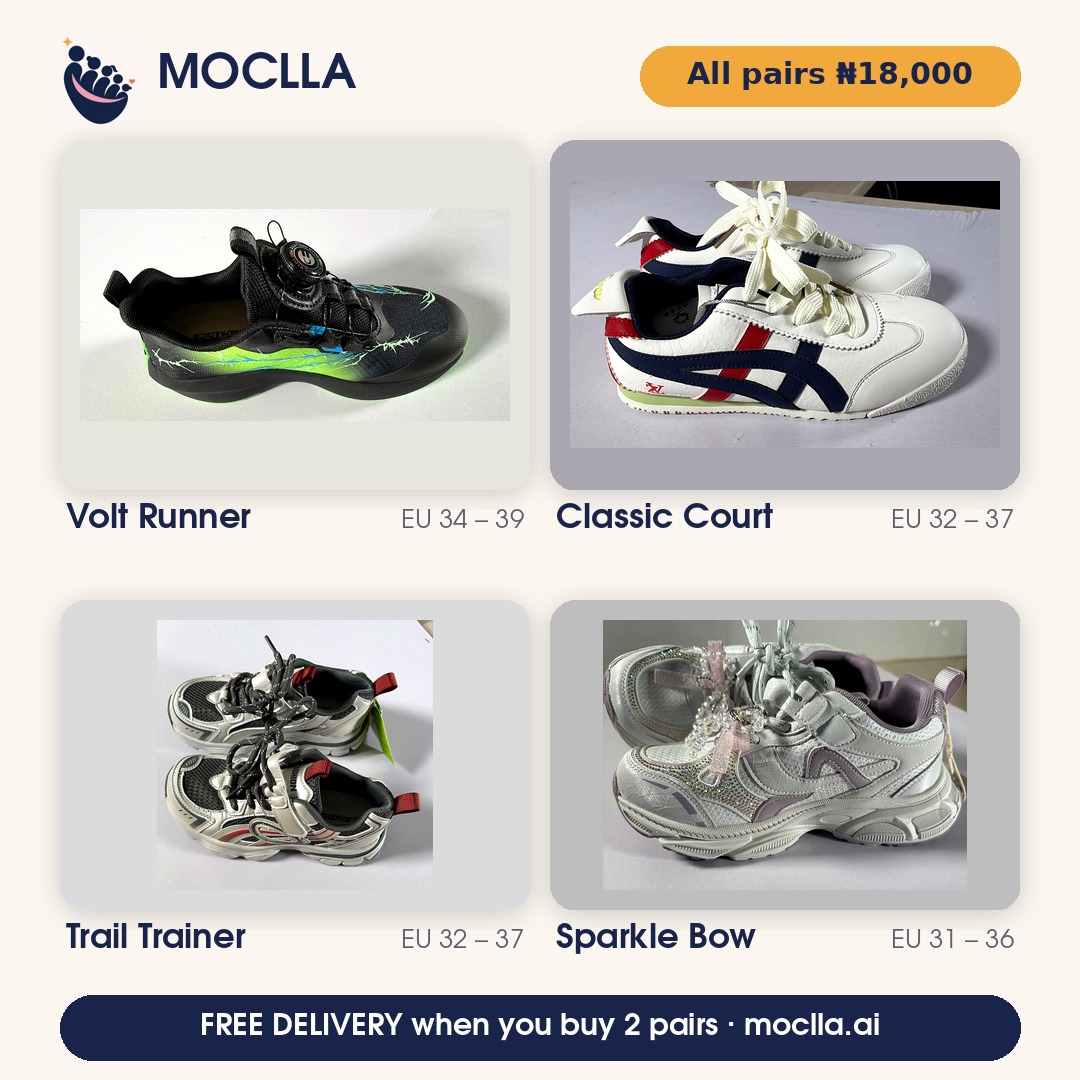 MOCLLA
All pairs ₦18,000
Volt Runner
EU 34 – 39
Classic Court
EU 32 – 37
Trail Trainer
EU 32 – 37
Sparkle Bow
EU 31 – 36
FREE DELIVERY when you buy 2 pairs · moclla.ai